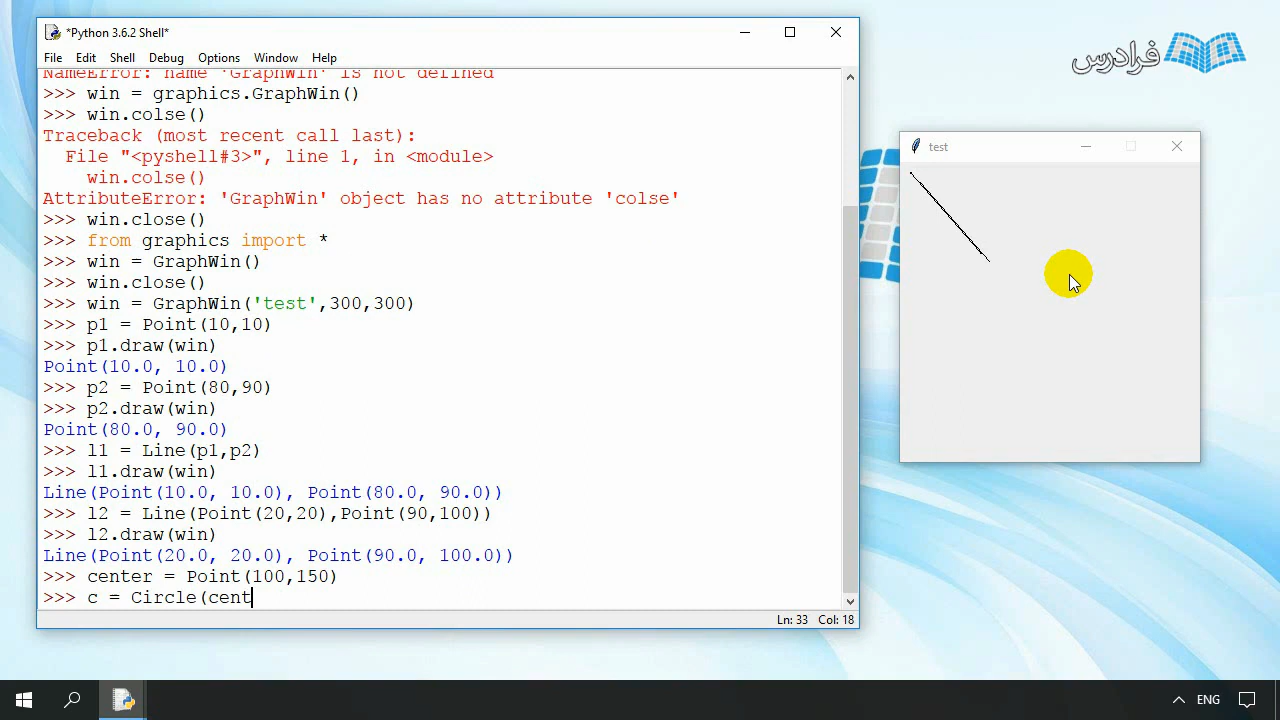 *Python 3.6.2 Shell*
File Edit Shell Debug Options Window Help
NameError: name 'GraphWin' is not defined
>>> win = graphics.GraphWin()
>>> win.colse()
Traceback (most recent call last):
  File "<pyshell#3>", line 1, in <module>
    win.colse()
AttributeError: 'GraphWin' object has no attribute 'colse'
>>> win.close()
>>> from graphics import *
>>> win = GraphWin()
>>> win.close()
>>> win = GraphWin('test',300,300)
>>> p1 = Point(10,10)
>>> p1.draw(win)
Point(10.0, 10.0)
>>> p2 = Point(80,90)
>>> p2.draw(win)
Point(80.0, 90.0)
>>> l1 = Line(p1,p2)
>>> l1.draw(win)
Line(Point(10.0, 10.0), Point(80.0, 90.0))
>>> l2 = Line(Point(20,20),Point(90,100))
>>> l2.draw(win)
Line(Point(20.0, 20.0), Point(90.0, 100.0))
>>> center = Point(100,150)
>>> c = Circle(cent
Ln: 33 Col: 18
فرادرس
test
ENG